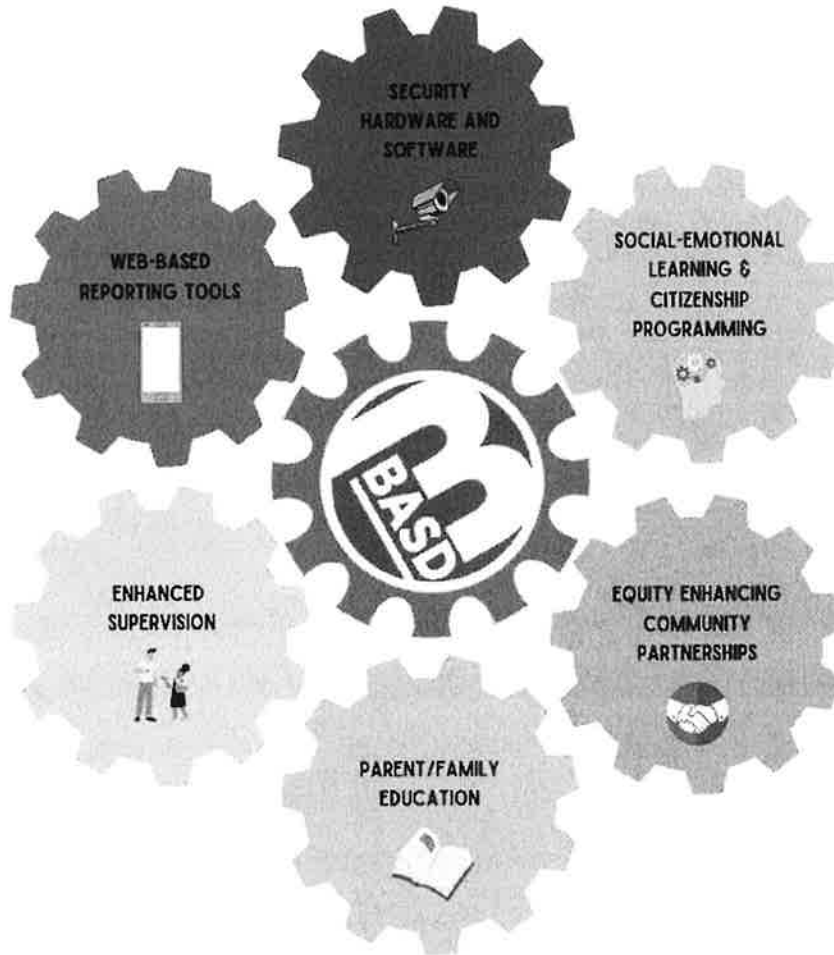 SECURITY
HARDWARE AND
SOFTWARE
WEB-BASED
REPORTING TOOLS
SOCIAL-EMOTIONAL
LEARNING &
CITIZENSHIP
PROGRAMMING
BASD
ENHANCED
SUPERVISION
EQUITY ENHANCING
COMMUNITY
PARTNERSHIPS
PARENT/FAMILY
EDUCATION